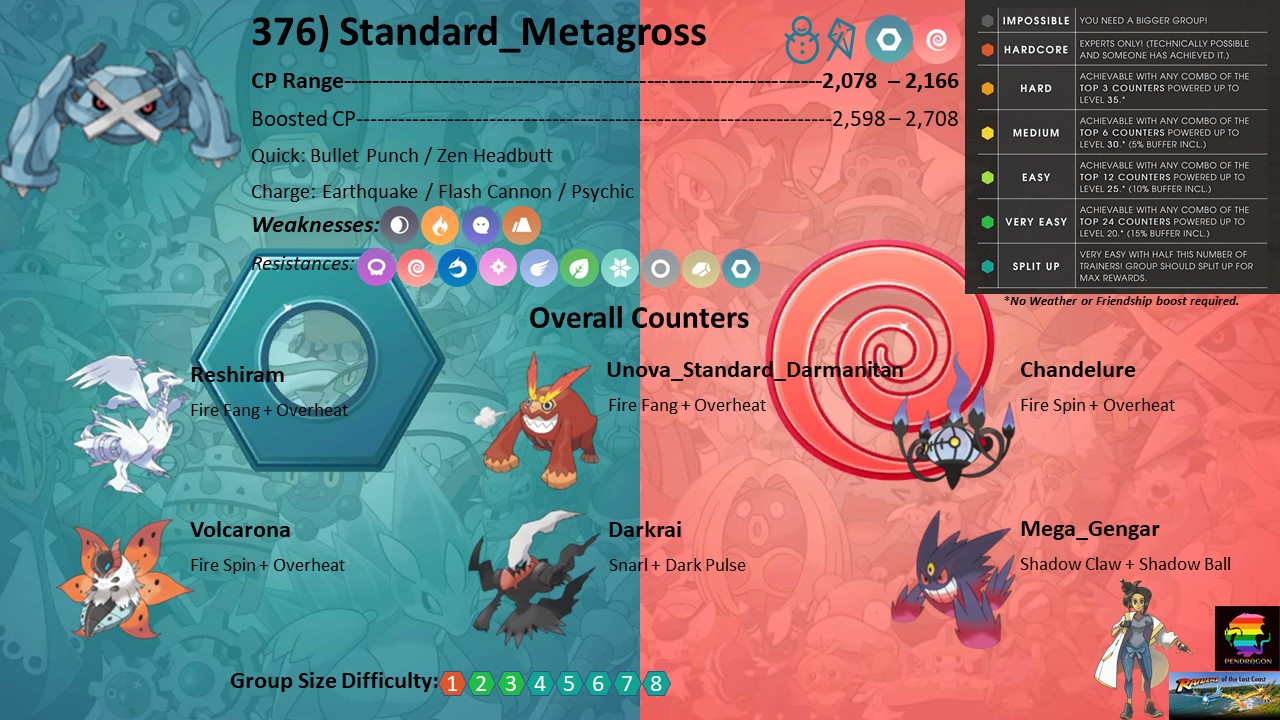 376) Standard_Metagross
CP Range------------------------------------------------------------------------------2,078 – 2,166
Boosted CP------------------------------------------------------------------------------2,598 – 2,708
Quick: Bullet Punch / Zen Headbutt
Charge: Earthquake / Flash Cannon / Psychic
Weaknesses:
Resistances:
IMPOSSIBLE YOU NEED A BIGGER GROUP!
HARDCORE EXPERTS ONLY! (TECHNICALLY POSSIBLE
AND SOMEONE HAS ACHIEVED IT.)
HARD ACHIEVABLE WITH ANY COMBO OF THE
TOP 3 COUNTERS POWERED UP TO
LEVEL 35.*
MEDIUM ACHIEVABLE WITH ANY COMBO OF THE
TOP 6 COUNTERS POWERED UP TO
LEVEL 30.* (5% BUFFER INCL.)
EASY ACHIEVABLE WITH ANY COMBO OF THE
TOP 12 COUNTERS POWERED UP TO
LEVEL 25.* (10% BUFFER INCL.)
VERY EASY ACHIEVABLE WITH ANY COMBO OF THE
TOP 24 COUNTERS POWERED UP TO
LEVEL 20.* (15% BUFFER INCL.)
SPLIT UP VERY EASY WITH HALF THIS NUMBER OF
TRAINERS! GROUP SHOULD SPLIT UP FOR
MAX REWARDS.
*No Weather or Friendship boost required.
Overall Counters
Reshiram
Fire Fang + Overheat
Unova_Standard_Darmanitan
Fire Fang + Overheat
Chandelure
Fire Spin + Overheat
Volcarona
Fire Spin + Overheat
Darkrai
Snarl + Dark Pulse
Mega_Gengar
Shadow Claw + Shadow Ball
Group Size Difficulty: 1 2 3 4 5 6 7 8
PENDRAGON
RAIDERS of the Lost Coast